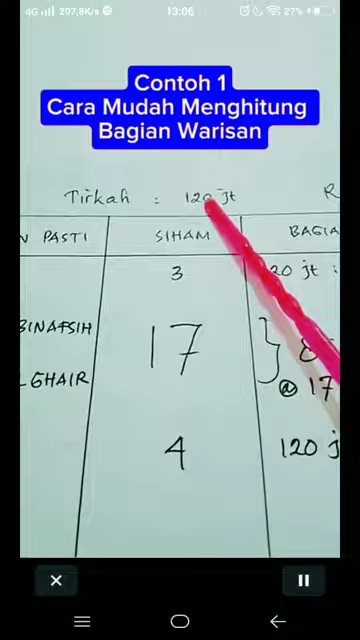 4G 207,8K/s 13:06 27%
Contoh 1
Cara Mudah Menghitung
Bagian Warisan
Tirkah : 120 jt R
N PASTI SIHAM BAGIA
3 20 jt :
BINAFSIH 17
LGHAIR @ 17
4 120 j